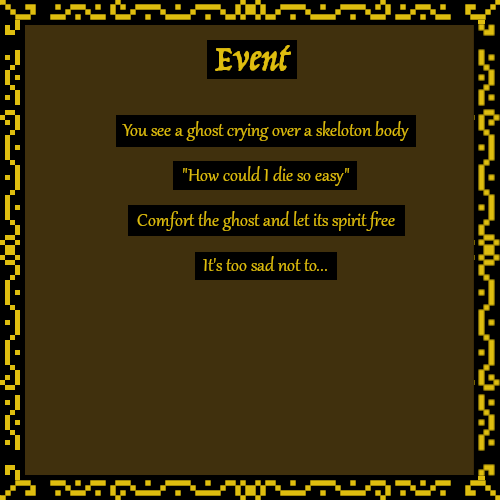 Event
You see a ghost crying over a skeloton body
"How could I die so easy"
Comfort the ghost and let its spirit free
It's too sad not to...